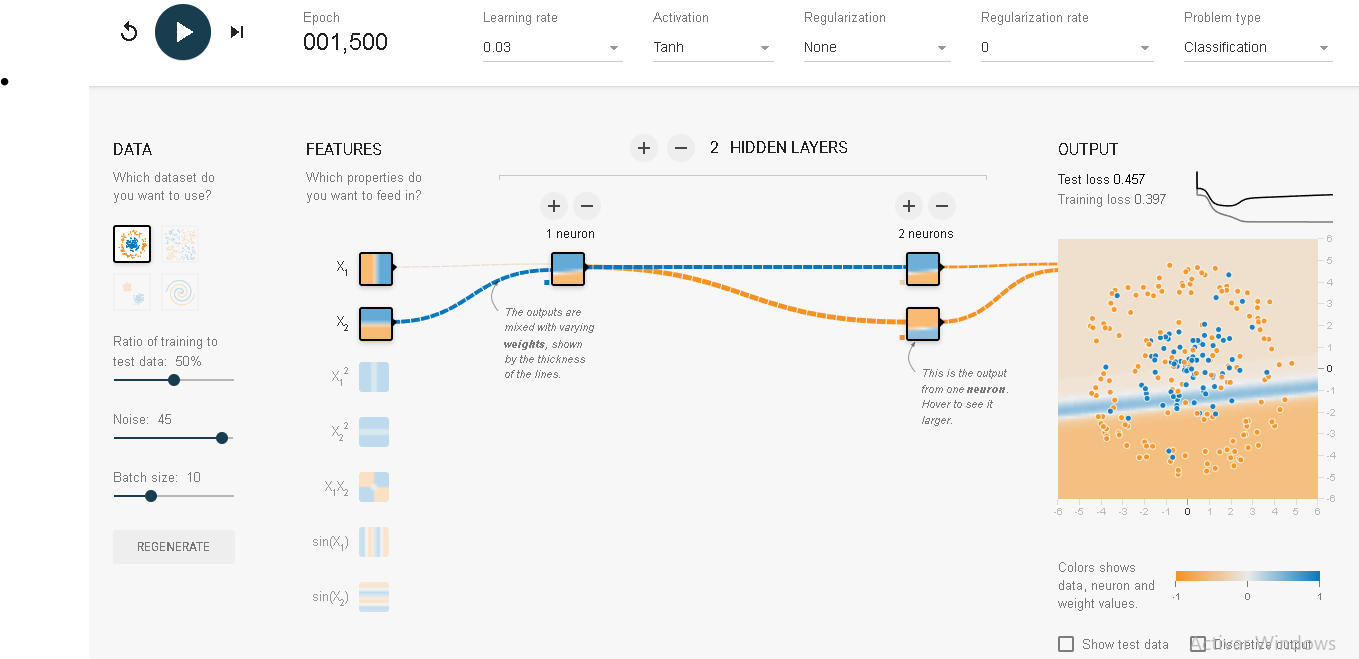 Epoch
001,500
Learning rate
0.03
Activation
Tanh
Regularization
None
Regularization rate
0
Problem type
Classification
DATA
Which dataset do
you want to use?
Ratio of training to
test data: 50%
Noise: 45
Batch size: 10
REGENERATE
FEATURES
Which properties do
you want to feed in?
X1
X2
X1²
X2²
X1X2
sin(X1)
sin(X2)
+ − 2 HIDDEN LAYERS
+ −
1 neuron
+ −
2 neurons
The outputs are
mixed with varying
weights, shown
by the thickness
of the lines.
This is the output
from one neuron.
Hover to see it
larger.
OUTPUT
Test loss 0.457
Training loss 0.397
6
5
4
3
2
1
0
-1
-2
-3
-4
-5
-6
-6 -5 -4 -3 -2 -1 0 1 2 3 4 5 6
Colors shows
data, neuron and
weight values.
-1 0 1
Show test data
Discretize output
Activar Windows